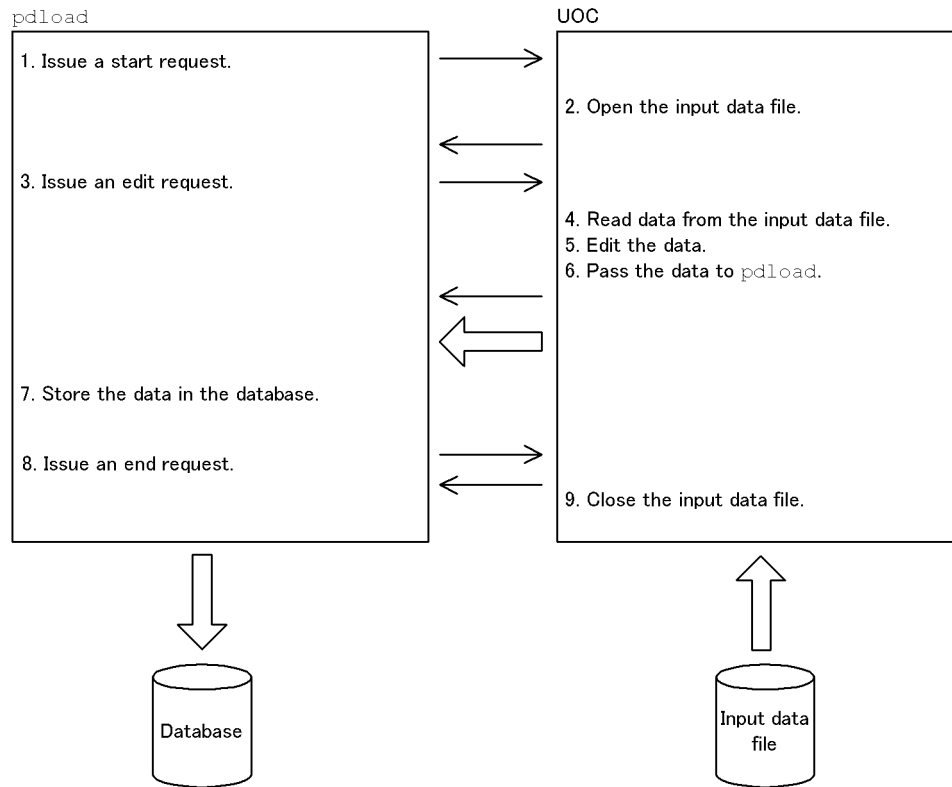 pdload
UOC
1. Issue a start request.
2. Open the input data file.
3. Issue an edit request.
4. Read data from the input data file.
5. Edit the data.
6. Pass the data to pdload.
7. Store the data in the database.
8. Issue an end request.
9. Close the input data file.
Database
Input data
file